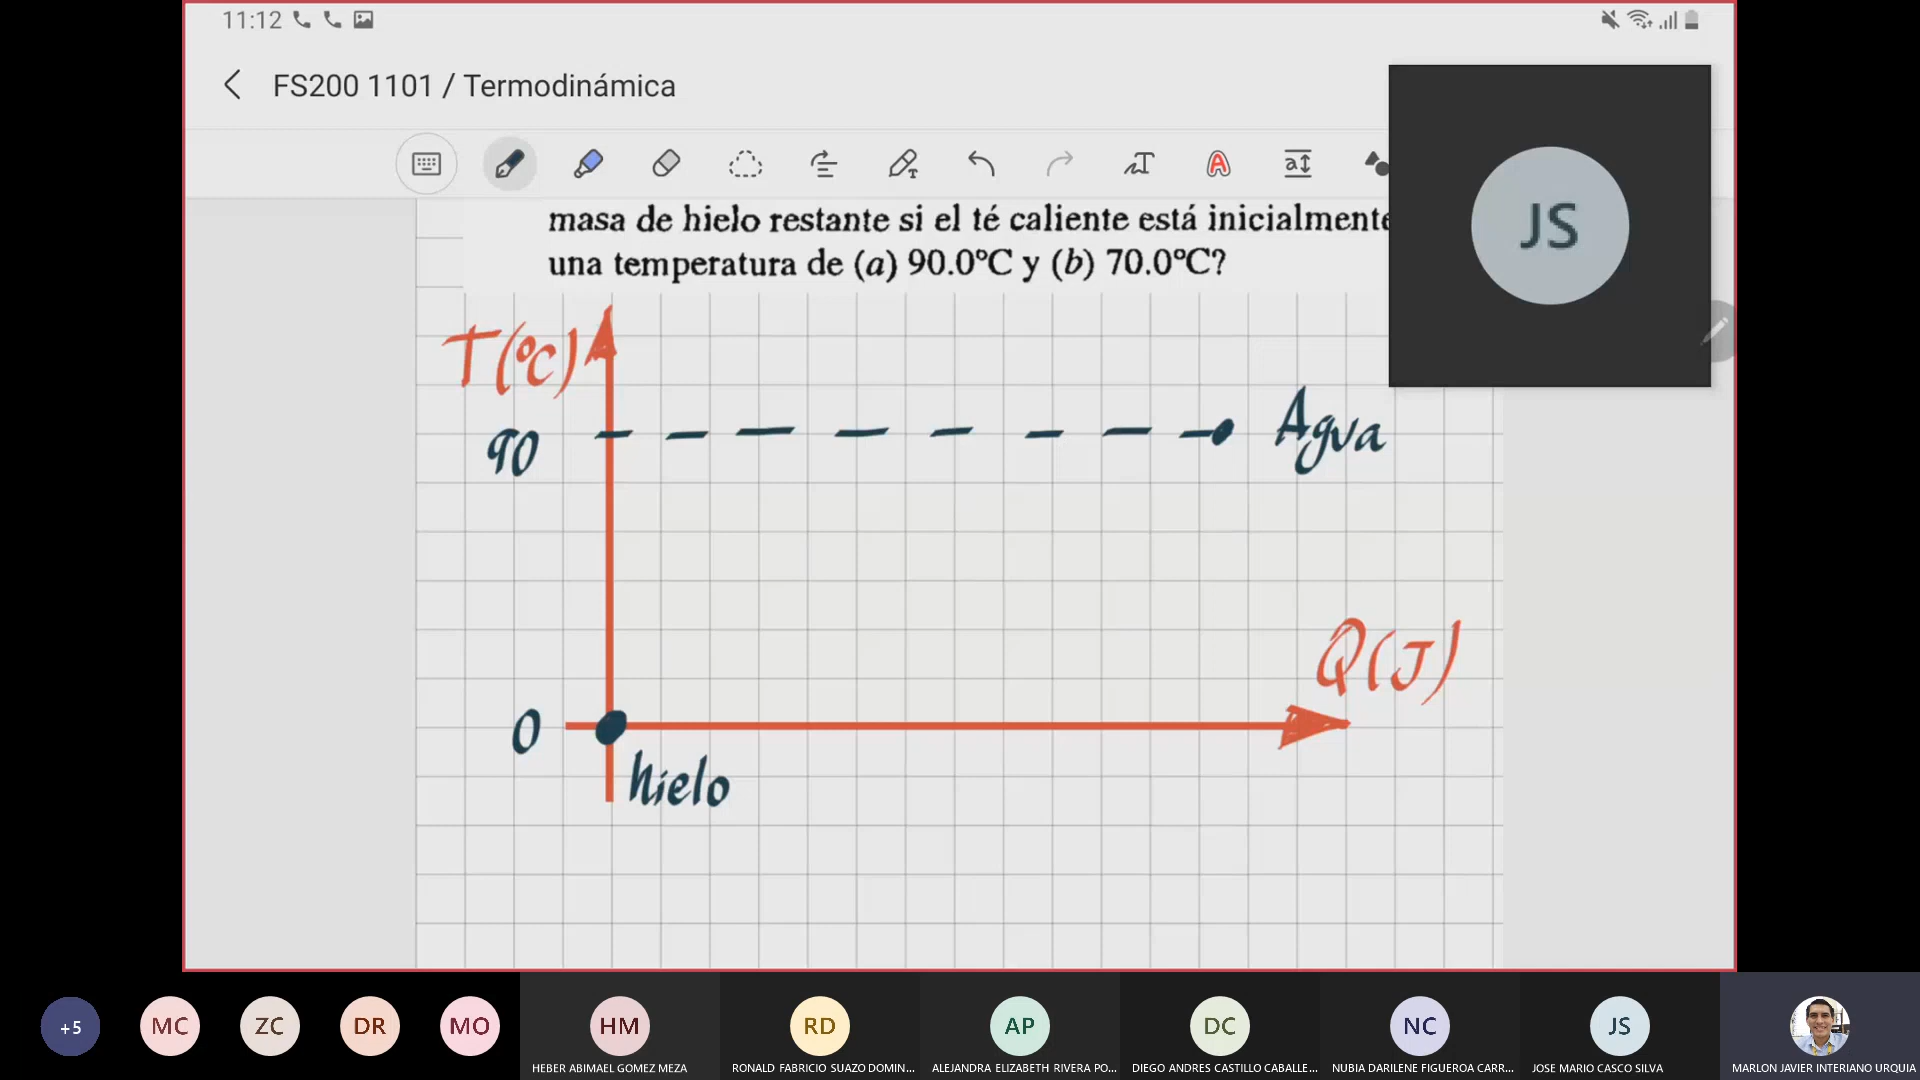 11:12
FS200 1101 / Termodinámica
masa de hielo restante si el té caliente está inicialmente
una temperatura de (a) 90.0°C y (b) 70.0°C?
JS
T(°C)
90
Agua
Q(J)
0
hielo
+5
MC
ZC
DR
MO
HM
RD
AP
DC
NC
JS
HEBER ABIMAEL GOMEZ MEZA
RONALD FABRICIO SUAZO DOMIN...
ALEJANDRA ELIZABETH RIVERA PO...
DIEGO ANDRES CASTILLO CABALLE...
NUBIA DARILENE FIGUEROA CARR...
JOSE MARIO CASCO SILVA
MARLON JAVIER INTERIANO URQUIA